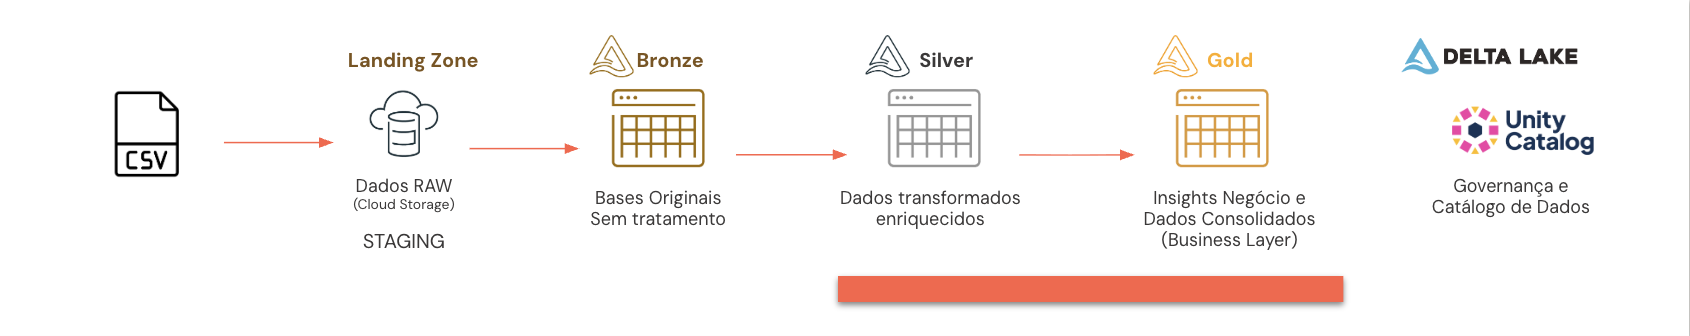 CSV
Landing Zone
Dados RAW
(Cloud Storage)
STAGING
Bronze
Bases Originais
Sem tratamento
Silver
Dados transformados
enriquecidos
Gold
Insights Negócio e
Dados Consolidados
(Business Layer)
DELTA LAKE
Unity
Catalog
Governança e
Catálogo de Dados